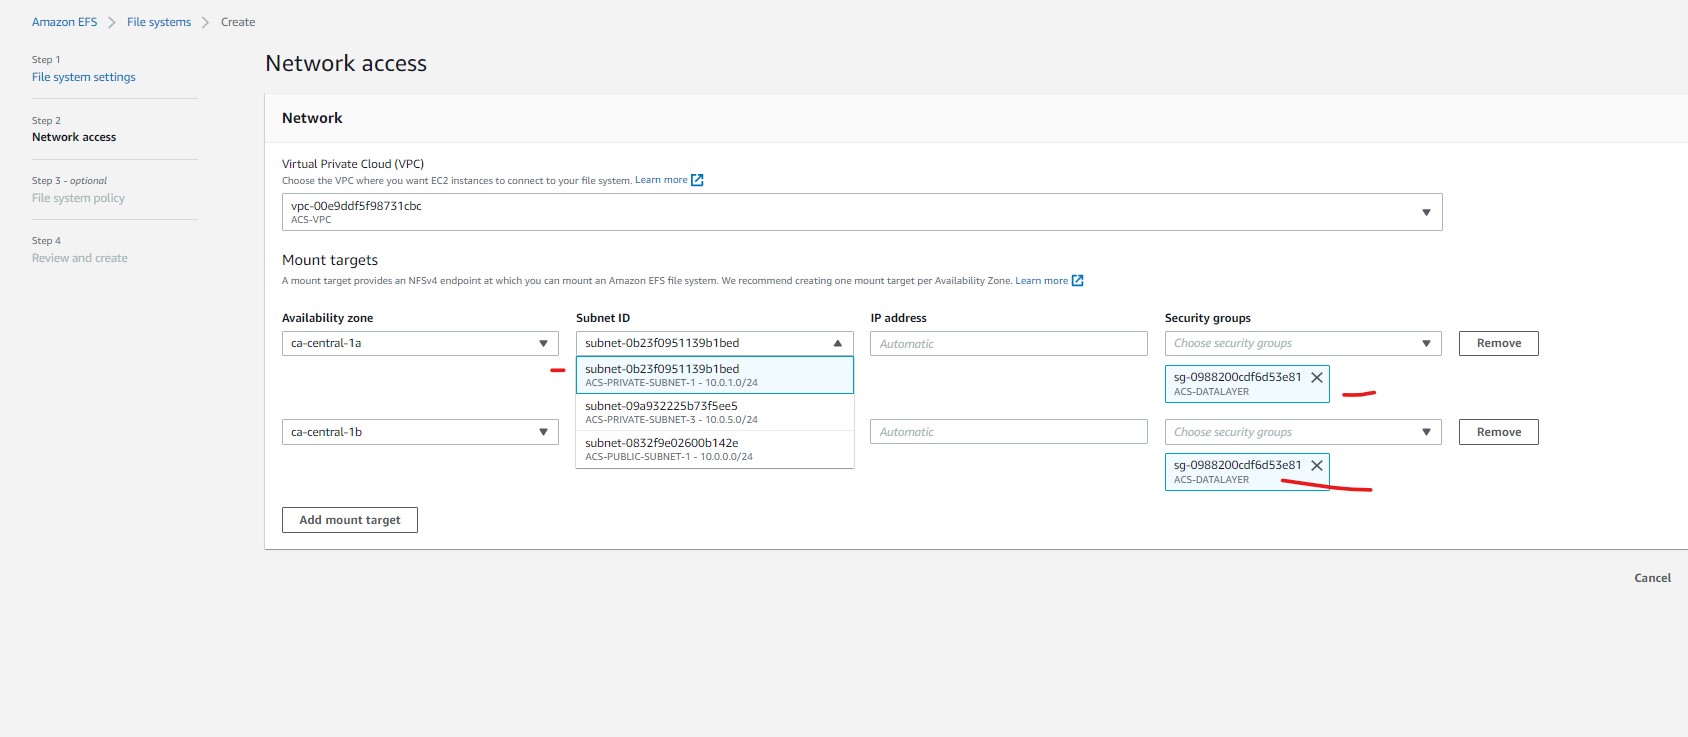 Amazon EFS > File systems > Create
Step 1
File system settings
Step 2
Network access
Step 3 - optional
File system policy
Step 4
Review and create
Network access
Network
Virtual Private Cloud (VPC)
Choose the VPC where you want EC2 instances to connect to your file system. Learn more
vpc-00e9ddf5f98731cbc
ACS-VPC
Mount targets
A mount target provides an NFSv4 endpoint at which you can mount an Amazon EFS file system. We recommend creating one mount target per Availability Zone. Learn more
Availability zone Subnet ID IP address Security groups
ca-central-1a subnet-0b23f0951139b1bed Automatic Choose security groups Remove
subnet-0b23f0951139b1bed
ACS-PRIVATE-SUBNET-1 - 10.0.1.0/24
sg-0988200cdf6d53e81
ACS-DATALAYER
subnet-09a932225b73f5ee5
ACS-PRIVATE-SUBNET-3 - 10.0.5.0/24
ca-central-1b Automatic Choose security groups Remove
subnet-0832f9e02600b142e
ACS-PUBLIC-SUBNET-1 - 10.0.0.0/24
sg-0988200cdf6d53e81
ACS-DATALAYER
Add mount target
Cancel